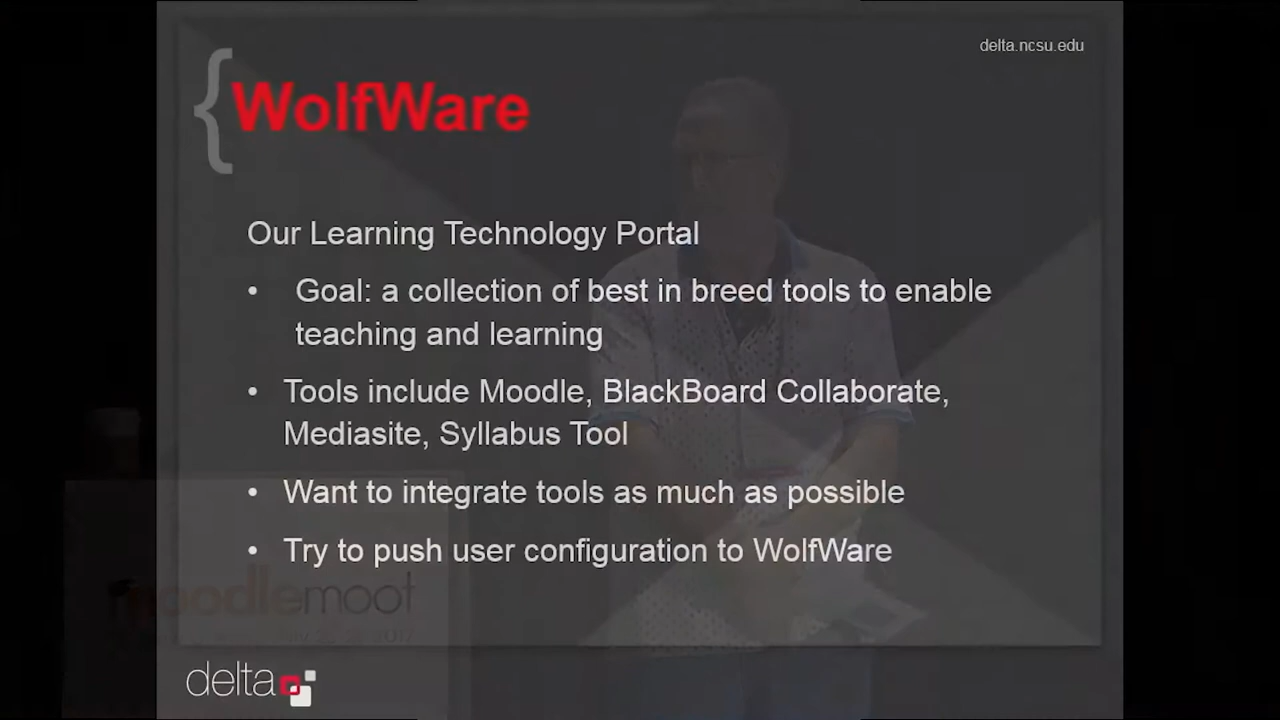 delta.ncsu.edu
{WolfWare
Our Learning Technology Portal
• Goal: a collection of best in breed tools to enable
teaching and learning
• Tools include Moodle, BlackBoard Collaborate,
Mediasite, Syllabus Tool
• Want to integrate tools as much as possible
• Try to push user configuration to WolfWare
moodlemoot
delta